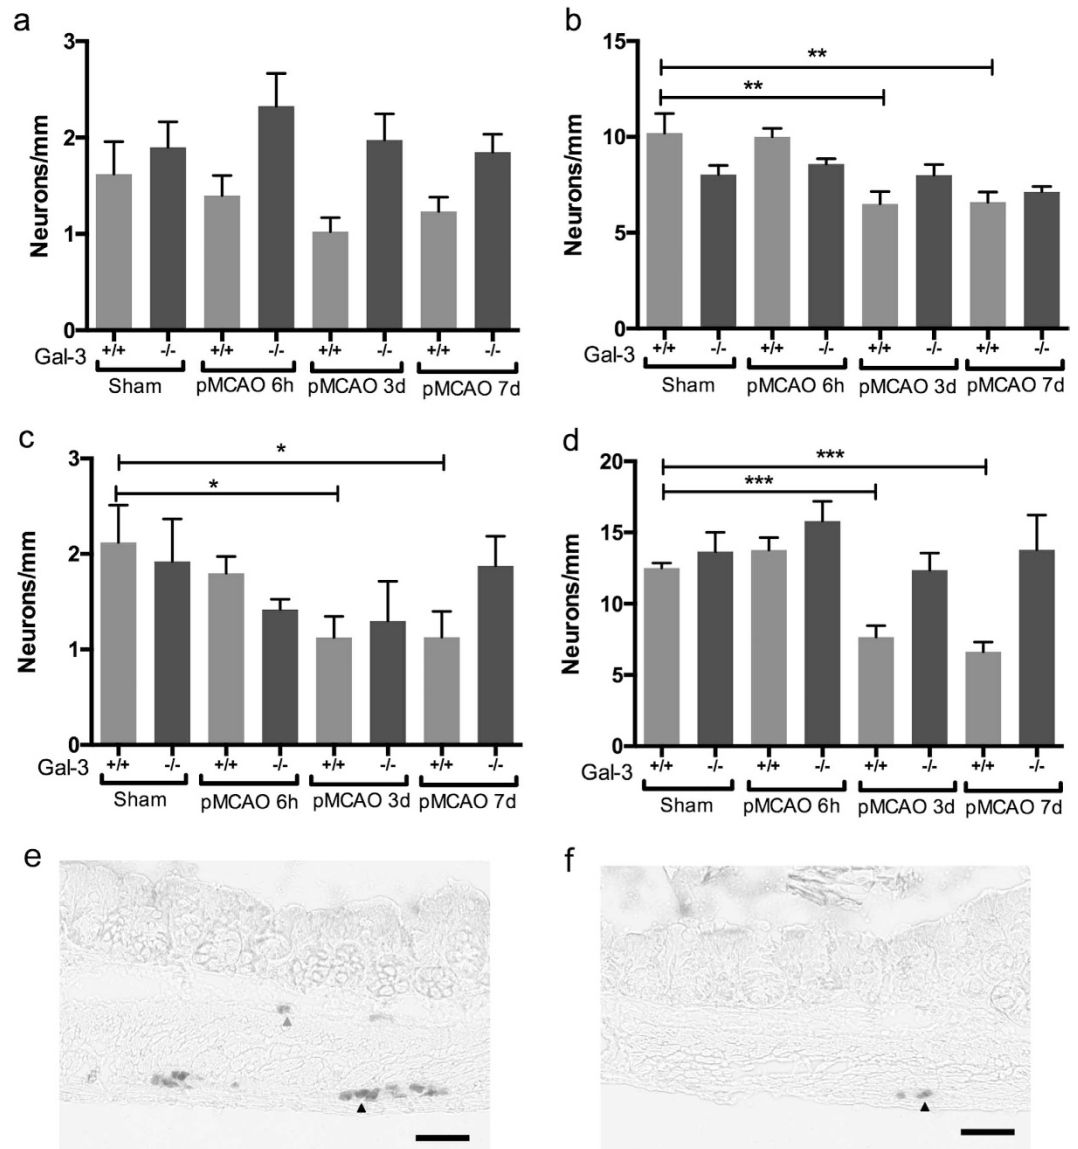 a
3
2
1
0
Neurons/mm
Gal-3 +/+ -/- +/+ -/- +/+ -/- +/+ -/-
Sham pMCAO 6h pMCAO 3d pMCAO 7d
b
15
10
5
0
Neurons/mm
**
**
Gal-3 +/+ -/- +/+ -/- +/+ -/- +/+ -/-
Sham pMCAO 6h pMCAO 3d pMCAO 7d
c
3
2
1
0
Neurons/mm
*
*
Gal-3 +/+ -/- +/+ -/- +/+ -/- +/+ -/-
Sham pMCAO 6h pMCAO 3d pMCAO 7d
d
20
15
10
5
0
Neurons/mm
***
***
Gal-3 +/+ -/- +/+ -/- +/+ -/- +/+ -/-
Sham pMCAO 6h pMCAO 3d pMCAO 7d
e
f